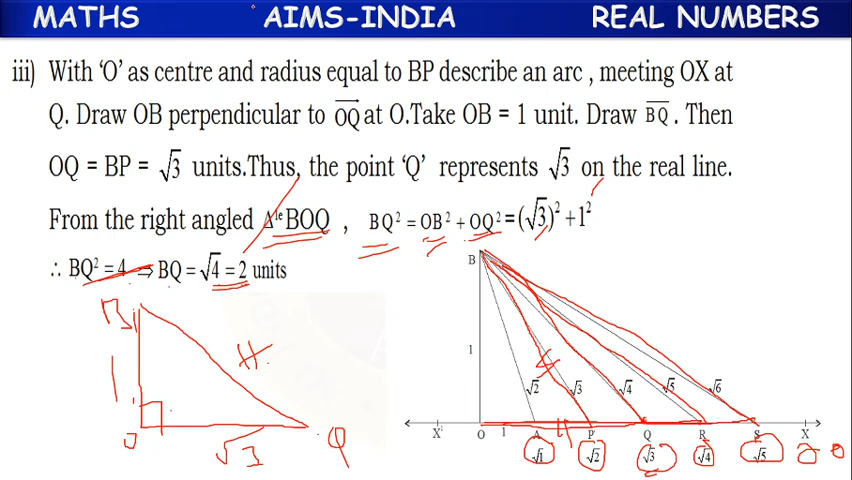 MATHS AIMS-INDIA REAL NUMBERS
iii) With ‘O’ as centre and radius equal to BP describe an arc , meeting OX at
Q. Draw OB perpendicular to OQ at O.Take OB = 1 unit. Draw BQ . Then
OQ = BP = √3 units.Thus, the point ‘Q’ represents √3 on the real line.
From the right angled Δle BOQ , BQ² = OB² + OQ² = (√3)² + 1²
∴ BQ² = 4 ⇒ BQ = √4 = 2 units
B
1
√2 √3 √4 √5 √6
X' O 1 A P Q R S X
√1 √2 √3 √4 √5
B
1 H
O √3 Q